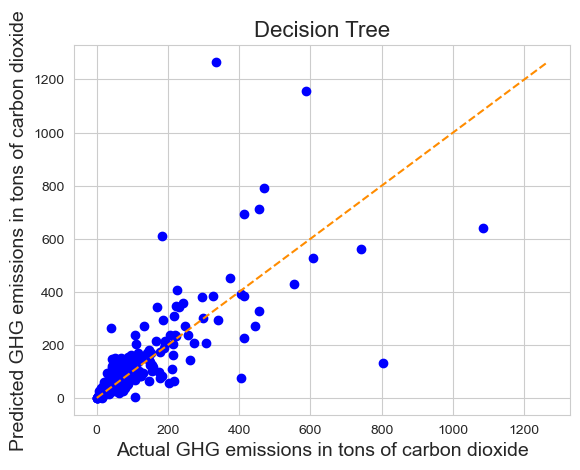 Decision Tree
Predicted GHG emissions in tons of carbon dioxide
1200
1000
800
600
400
200
0
0 200 400 600 800 1000 1200
Actual GHG emissions in tons of carbon dioxide